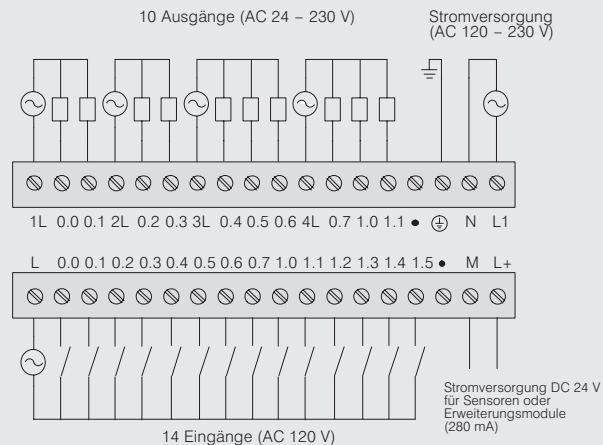 10 Ausgänge (AC 24 – 230 V)
Stromversorgung
(AC 120 – 230 V)
1L 0.0 0.1 2L 0.2 0.3 3L 0.4 0.5 0.6 4L 0.7 1.0 1.1 • N L1
L 0.0 0.1 0.2 0.3 0.4 0.5 0.6 0.7 1.0 1.1 1.2 1.3 1.4 1.5 • M L+
Stromversorgung DC 24 V
für Sensoren oder
Erweiterungsmodule
(280 mA)
14 Eingänge (AC 120 V)